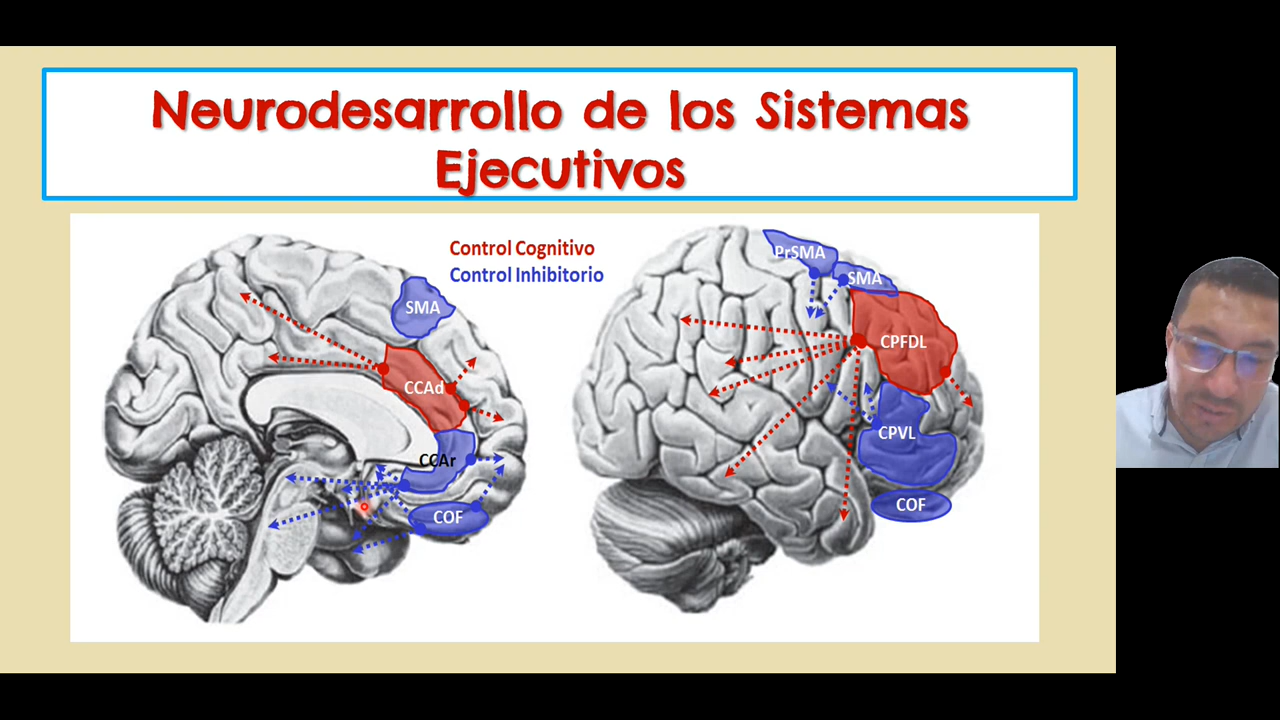 Neurodesarrollo de los Sistemas
Ejecutivos
Control Cognitivo
Control Inhibitorio
SMA
CCAd
CCAr
COF
PrSMA
SMA
CPFDL
CPVL
COF